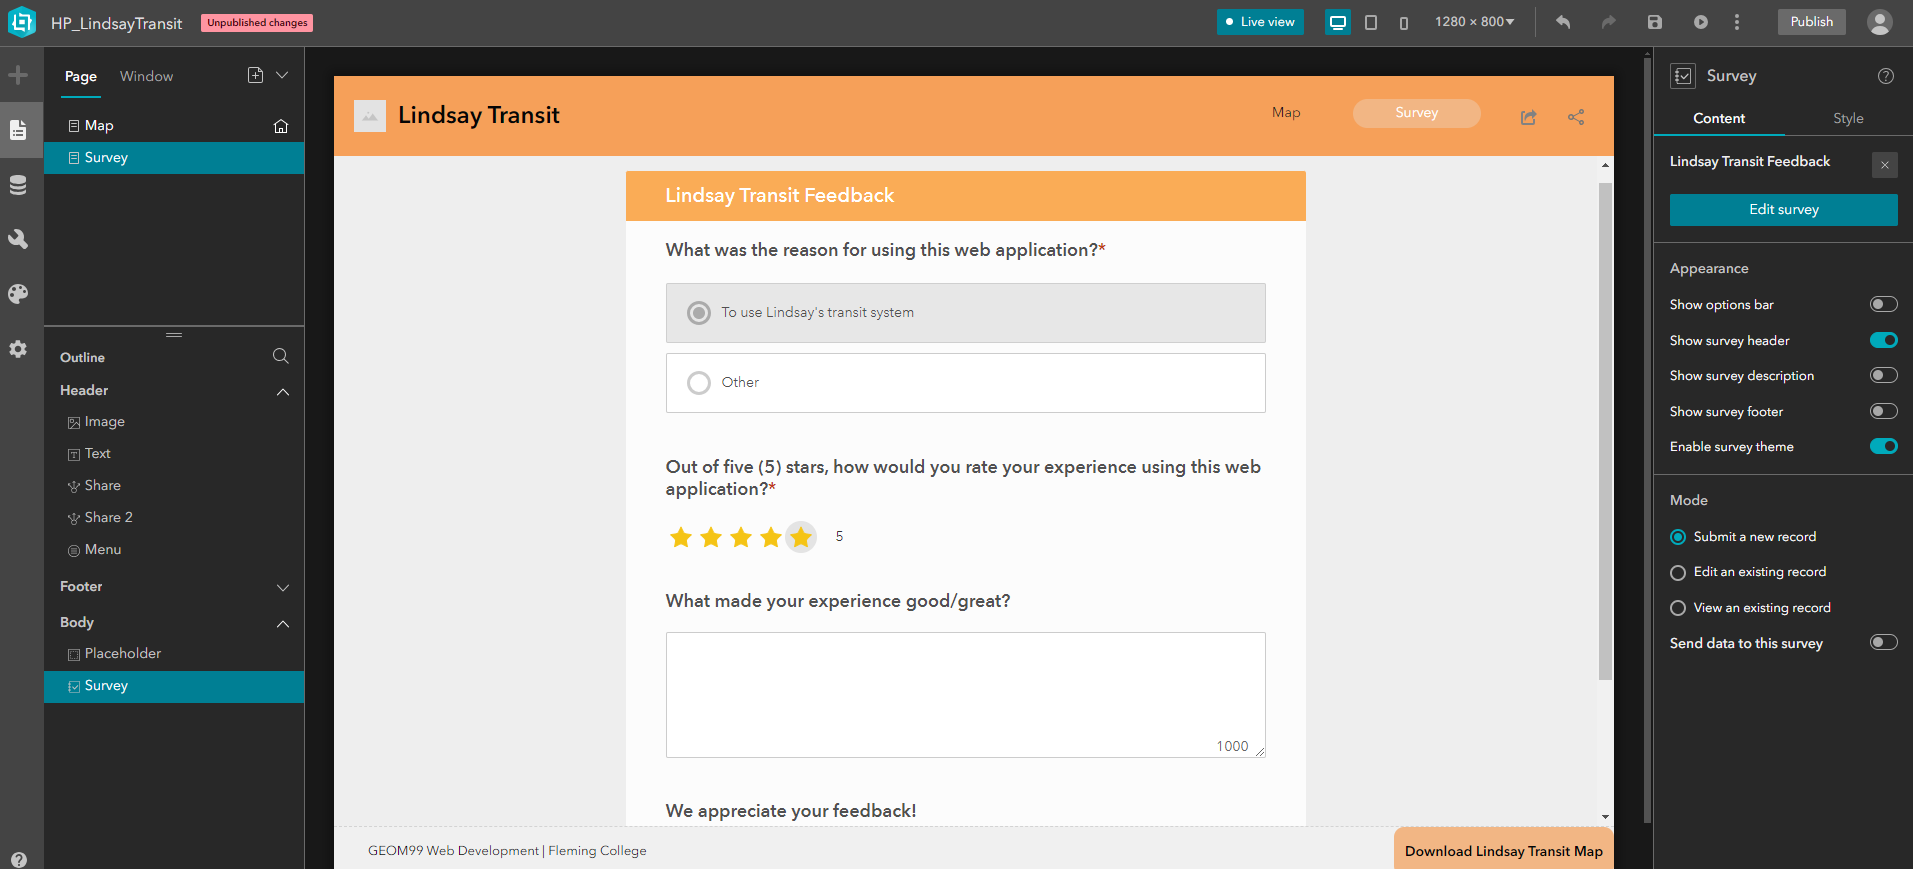 HP_LindsayTransit
Unpublished changes
Live view
1280 × 800
Publish
Page
Window
Map
Survey
Outline
Header
Image
Text
Share
Share 2
Menu
Footer
Body
Placeholder
Survey
Lindsay Transit
Map
Survey
Lindsay Transit Feedback
What was the reason for using this web application?*
To use Lindsay's transit system
Other
Out of five (5) stars, how would you rate your experience using this web
application?*
5
What made your experience good/great?
1000
We appreciate your feedback!
GEOM99 Web Development | Fleming College
Download Lindsay Transit Map
Survey
Content
Style
Lindsay Transit Feedback
Edit survey
Appearance
Show options bar
Show survey header
Show survey description
Show survey footer
Enable survey theme
Mode
Submit a new record
Edit an existing record
View an existing record
Send data to this survey